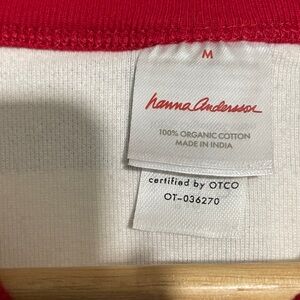 M
hanna andersson
100% ORGANIC COTTON
MADE IN INDIA
certified by OTCO
OT-036270